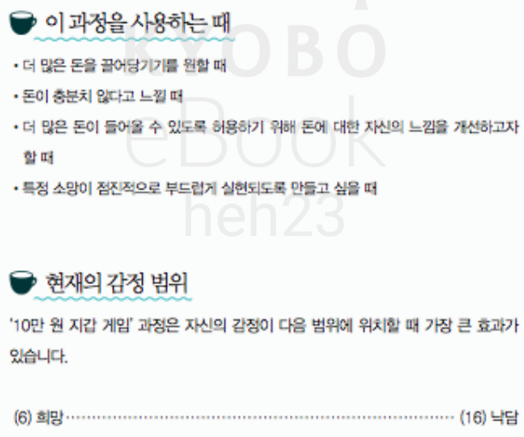 이 과정을 사용하는 때
• 더 많은 돈을 끌어당기기를 원할 때
• 돈이 충분치 않다고 느낄 때
• 더 많은 돈이 들어올 수 있도록 허용하기 위해 돈에 대한 자신의 느낌을 개선하고자
할 때
• 특정 소망이 점진적으로 부드럽게 실현되도록 만들고 싶을 때
KYOBO
eBook
heh23
현재의 감정 범위
‘10만 원 지갑 게임’ 과정은 자신의 감정이 다음 범위에 위치할 때 가장 큰 효과가
있습니다.
(6) 희망 ········································································ (16) 낙담